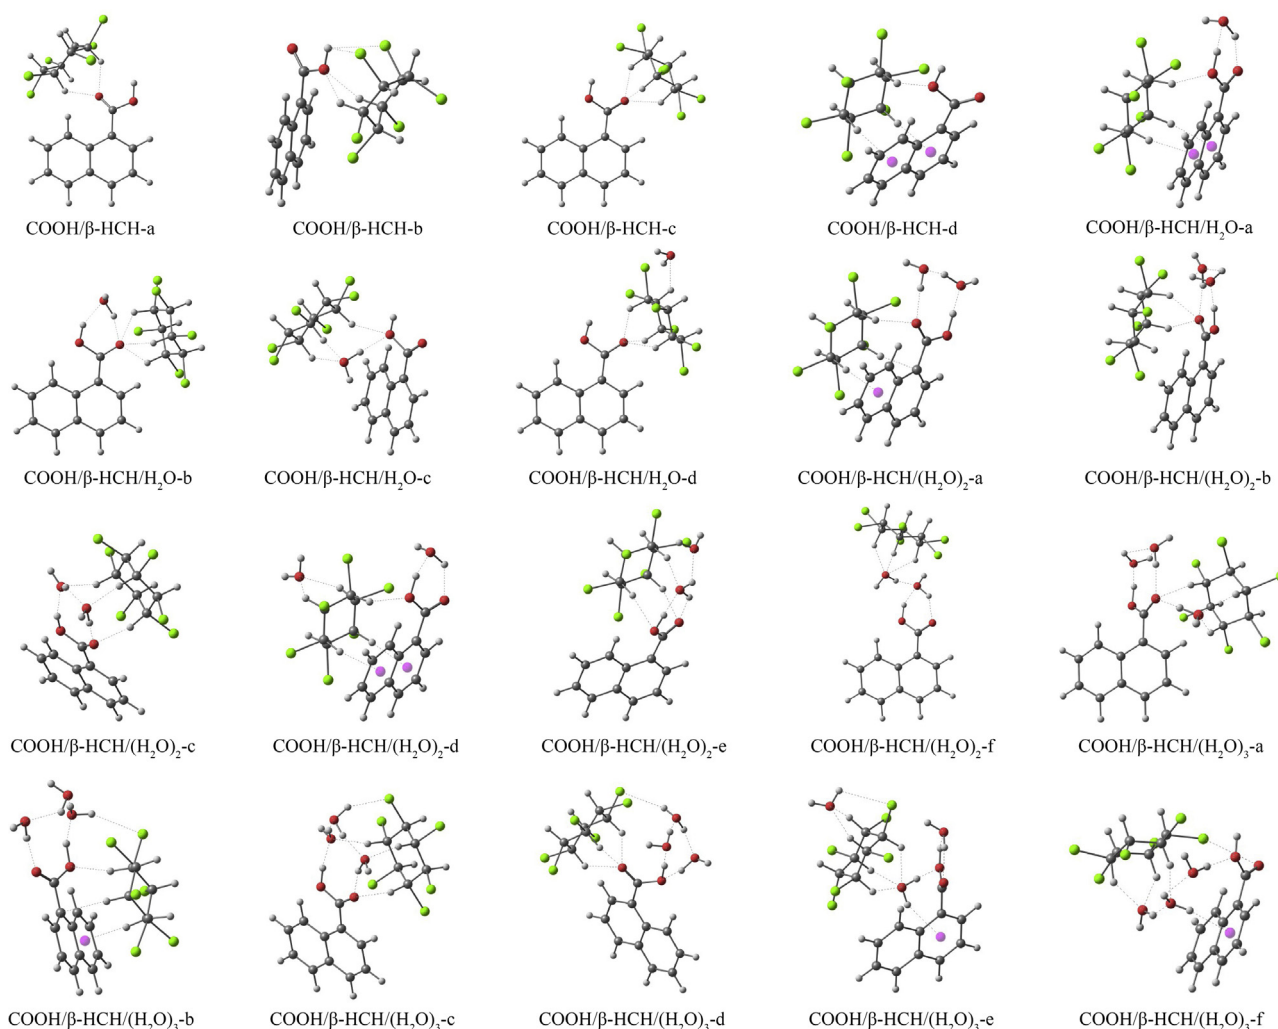 COOH/β-HCH-a
COOH/β-HCH-b
COOH/β-HCH-c
COOH/β-HCH-d
COOH/β-HCH/H₂O-a
COOH/β-HCH/H₂O-b
COOH/β-HCH/H₂O-c
COOH/β-HCH/H₂O-d
COOH/β-HCH/(H₂O)₂-a
COOH/β-HCH/(H₂O)₂-b
COOH/β-HCH/(H₂O)₂-c
COOH/β-HCH/(H₂O)₂-d
COOH/β-HCH/(H₂O)₂-e
COOH/β-HCH/(H₂O)₂-f
COOH/β-HCH/(H₂O)₃-a
COOH/β-HCH/(H₂O)₃-b
COOH/β-HCH/(H₂O)₃-c
COOH/β-HCH/(H₂O)₃-d
COOH/β-HCH/(H₂O)₃-e
COOH/β-HCH/(H₂O)₃-f